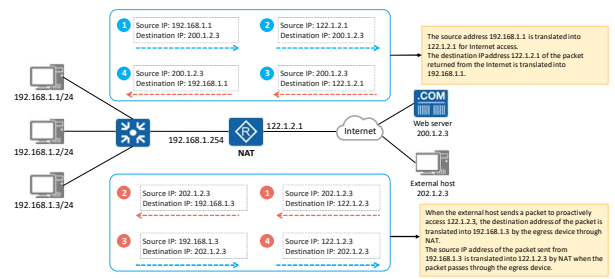 1 Source IP: 192.168.1.1
Destination IP: 200.1.2.3
2 Source IP: 122.1.2.1
Destination IP: 200.1.2.3
4 Source IP: 200.1.2.3
Destination IP: 192.168.1.1
3 Source IP: 200.1.2.3
Destination IP: 122.1.2.1
The source address 192.168.1.1 is translated into
122.1.2.1 for Internet access.
The destination IPaddress 122.1.2.1 of the packet
returned from the Internet is translated into
192.168.1.1.
192.168.1.1/24
192.168.1.2/24
192.168.1.3/24
192.168.1.254
R
NAT
122.1.2.1
Internet
.COM
Web server
200.1.2.3
External host
202.1.2.3
2 Source IP: 202.1.2.3
Destination IP: 192.168.1.3
1 Source IP: 202.1.2.3
Destination IP: 122.1.2.3
3 Source IP: 192.168.1.3
Destination IP: 202.1.2.3
4 Source IP: 122.1.2.3
Destination IP: 202.1.2.3
When the external host sends a packet to proactively
access 122.1.2.3, the destination address of the packet is
translated into 192.168.1.3 by the egress device through
NAT.
The source IP address of the packet sent from
192.168.1.3 is translated into 122.1.2.3 by NAT when the
packet passes through the egress device.